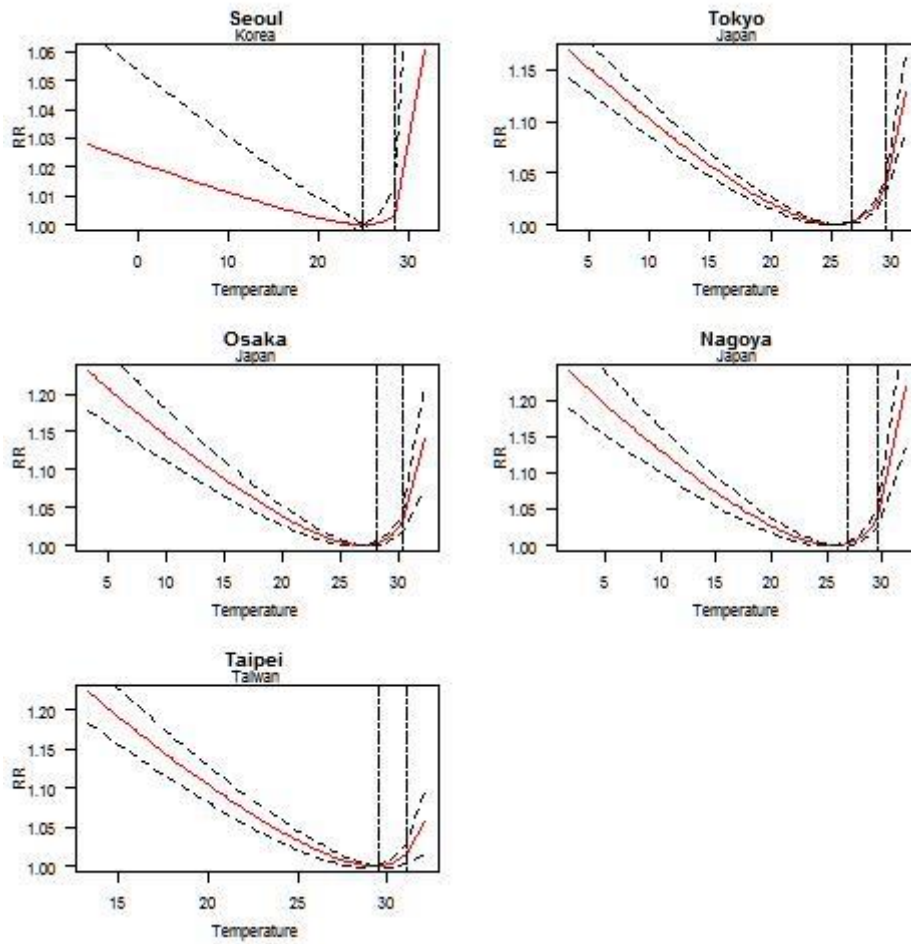 Seoul
Korea
1.06
1.05
1.04
1.03
1.02
1.01
1.00
RR
0 10 20 30
Temperature
Tokyo
Japan
1.15
1.10
1.05
1.00
RR
5 10 15 20 25 30
Temperature
Osaka
Japan
1.20
1.15
1.10
1.05
1.00
RR
5 10 15 20 25 30
Temperature
Nagoya
Japan
1.20
1.15
1.10
1.05
1.00
RR
5 10 15 20 25 30
Temperature
Taipei
Taiwan
1.20
1.15
1.10
1.05
1.00
RR
15 20 25 30
Temperature